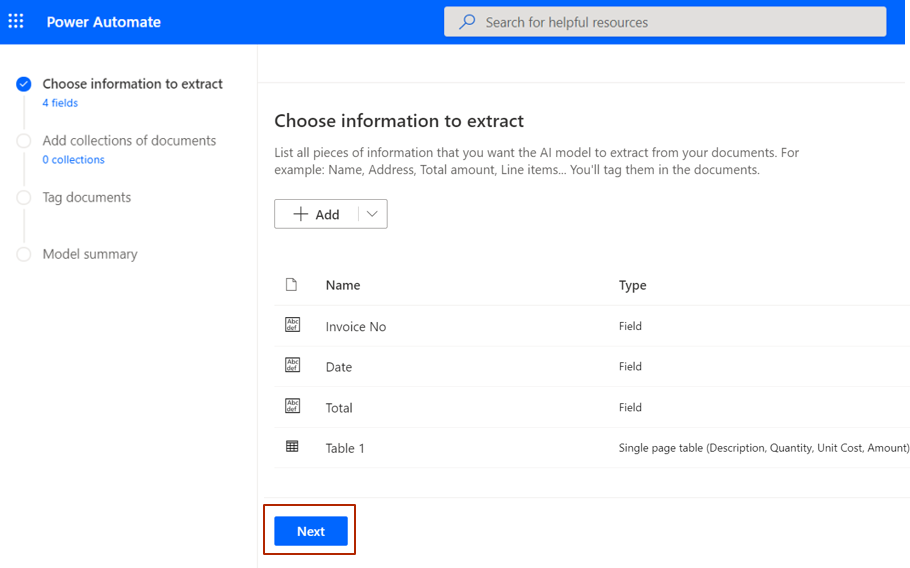 Power Automate
Search for helpful resources
Choose information to extract
4 fields
Add collections of documents
0 collections
Tag documents
Model summary
Choose information to extract
List all pieces of information that you want the AI model to extract from your documents. For
example: Name, Address, Total amount, Line items... You'll tag them in the documents.
Add
Name Type
Abc def Invoice No Field
Abc def Date Field
Abc def Total Field
Table 1 Single page table (Description, Quantity, Unit Cost, Amount)
Next